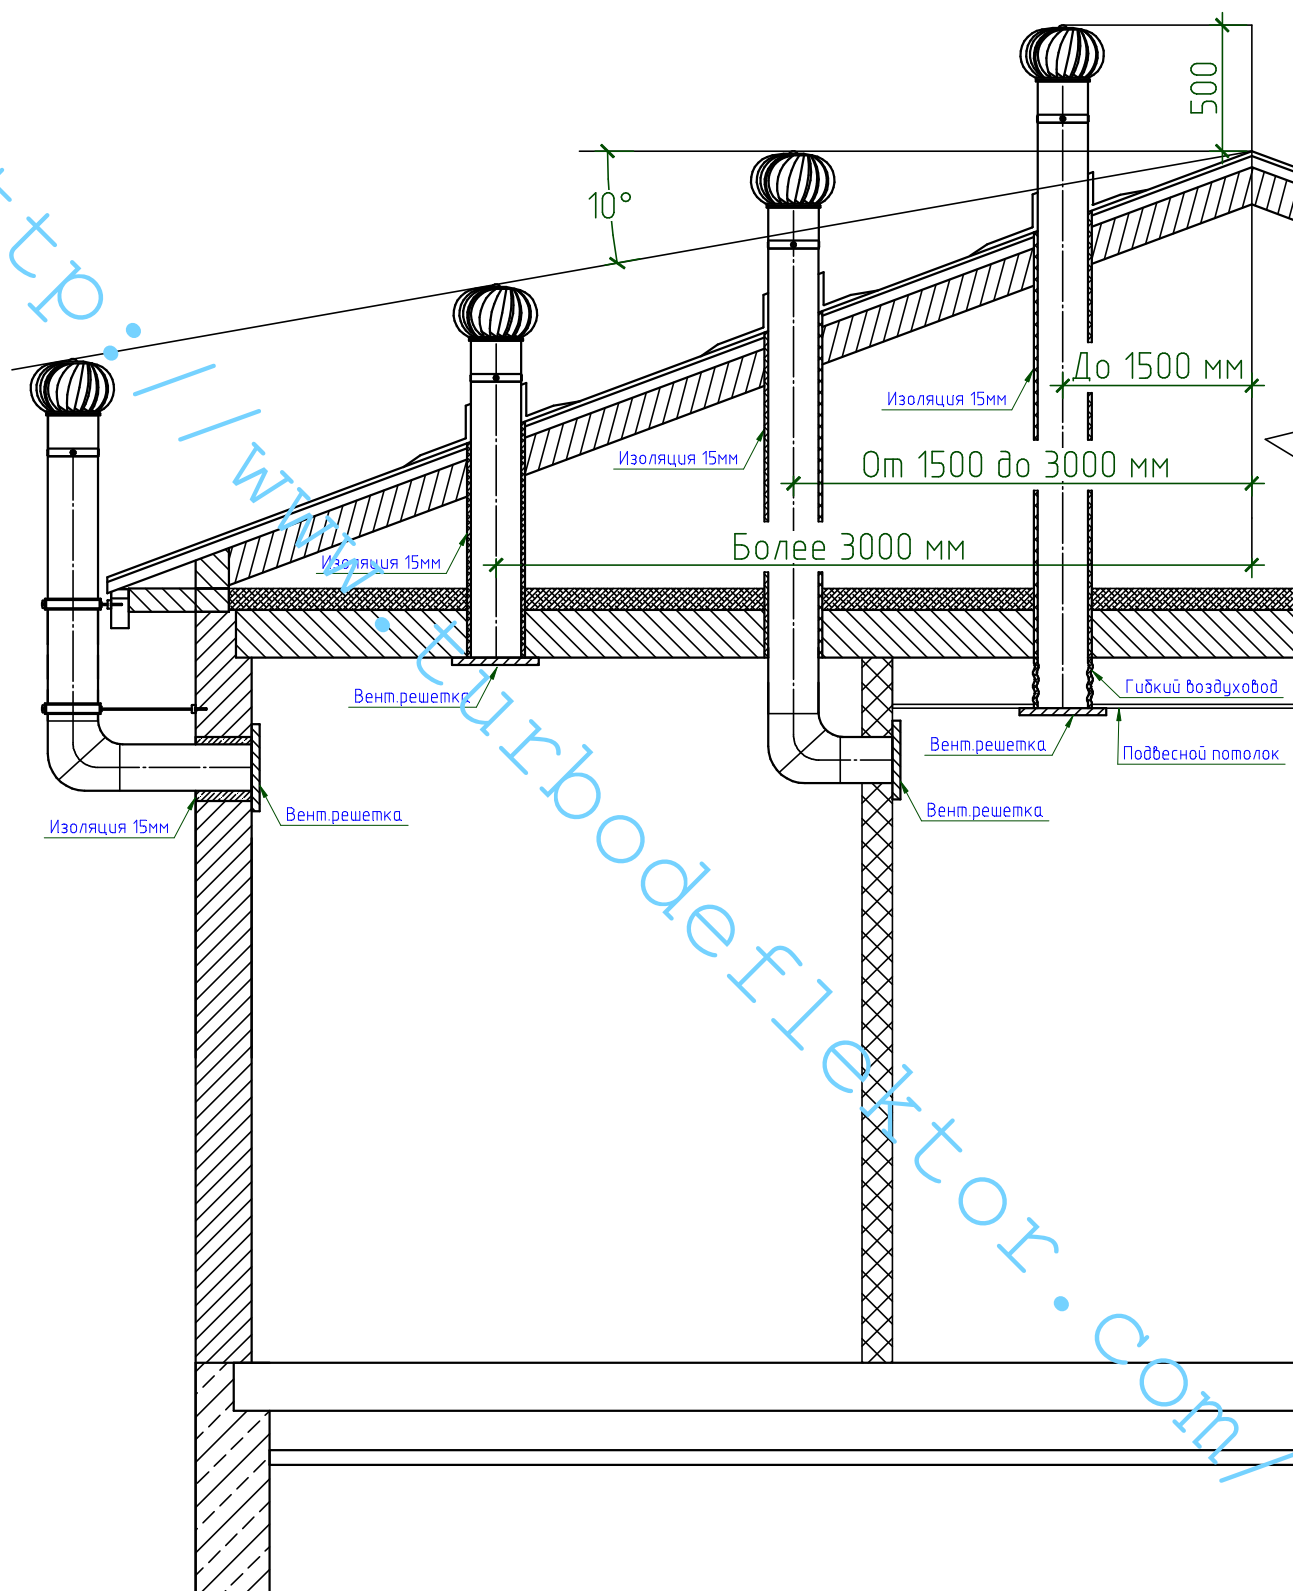 500
10°
До 1500 мм
Изоляция 15мм
От 1500 до 3000 мм
Изоляция 15мм
Более 3000 мм
Изоляция 15мм
Гибкий воздуховод
Вент.решетка
Вент.решетка
Подвесной потолок
Вент.решетка
Вент.решетка
Изоляция 15мм
ttp://www.turbodeflektor.com/